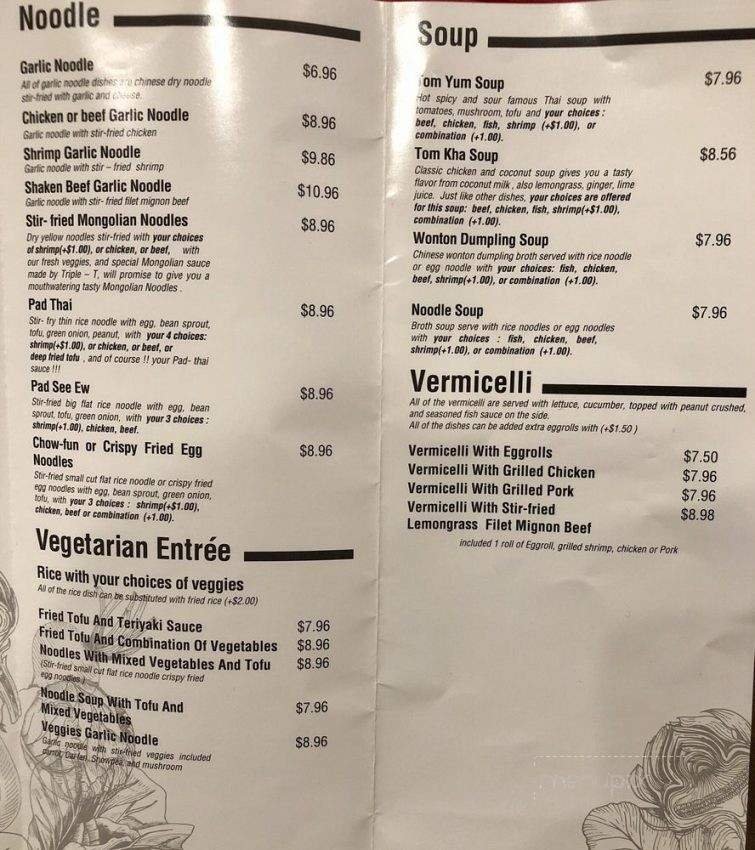 Noodle
Garlic Noodle $6.96
All of garlic noodle dishes are chinese dry noodle
stir-fried with garlic and cheese.
Chicken or beef Garlic Noodle $8.96
Garlic noodle with stir-fried chicken
Shrimp Garlic Noodle $9.86
Garlic noodle with stir – fried shrimp
Shaken Beef Garlic Noodle $10.96
Garlic noodle with stir- fried filet mignon beef
Stir- fried Mongolian Noodles $8.96
Dry yellow noodles stir-fried with your choices
of shrimp(+$1.00), or chicken, or beef, with
our fresh veggies, and special Mongolian sauce
made by Triple – T, will promise to give you a
mouthwatering tasty Mongolian Noodles .
Pad Thai $8.96
Stir- fry thin rice noodle with egg, bean sprout,
tofu, green onion, peanut, with your 4 choices:
shrimp(+$1.00), or chicken, or beef, or
deep fried tofu , and of course !! your Pad- thai
sauce !!!
Pad See Ew $8.96
Stir-fried big flat rice noodle with egg, bean
sprout, tofu, green onion, with your 3 choices :
shrimp(+1.00), chicken, beef.
Chow-fun or Crispy Fried Egg $8.96
Noodles
Stir-fried small cut flat rice noodle or crispy fried
egg noodles with egg, bean sprout, green onion,
tofu, with your 3 choices : shrimp(+$1.00),
chicken, beef or combination (+1.00).
Vegetarian Entrée
Rice with your choices of veggies
All of the rice dish can be substituted with fried rice (+$2.00)
Fried Tofu And Teriyaki Sauce $7.96
Fried Tofu And Combination Of Vegetables $8.96
Noodles With Mixed Vegetables And Tofu $8.96
(Stir-fried small cut flat rice noodle crispy fried
egg noodles )
Noodle Soup With Tofu And $7.96
Mixed Vegetables
Veggies Garlic Noodle $8.96
Garlic noodle with stir-fried veggies included
carrot, Snowpea, and mushroom
Soup
Tom Yum Soup $7.96
Hot spicy and sour famous Thai soup with
tomatoes, mushroom, tofu and your choices :
beef, chicken, fish, shrimp (+$1.00), or
combination (+1.00).
Tom Kha Soup $8.56
Classic chicken and coconut soup gives you a tasty
flavor from coconut milk , also lemongrass, ginger, lime
juice. Just like other dishes, your choices are offered
for this soup: beef, chicken, fish, shrimp(+$1.00),
combination (+1.00).
Wonton Dumpling Soup $7.96
Chinese wonton dumpling broth served with rice noodle
or egg noodle with your choices: fish, chicken,
beef, shrimp(+1.00), or combination (+1.00).
Noodle Soup $7.96
Broth soup serve with rice noodles or egg noodles
with your choices : fish, chicken, beef,
shrimp(+1.00), or combination (+1.00).
Vermicelli
All of the vermicelli are served with lettuce, cucumber, topped with peanut crushed,
and seasoned fish sauce on the side.
All of the dishes can be added extra eggrolls with (+$1.50 )
Vermicelli With Eggrolls $7.50
Vermicelli With Grilled Chicken $7.96
Vermicelli With Grilled Pork $7.96
Vermicelli With Stir-fried $8.98
Lemongrass Filet Mignon Beef
included 1 roll of Eggroll, grilled shrimp, chicken or Pork